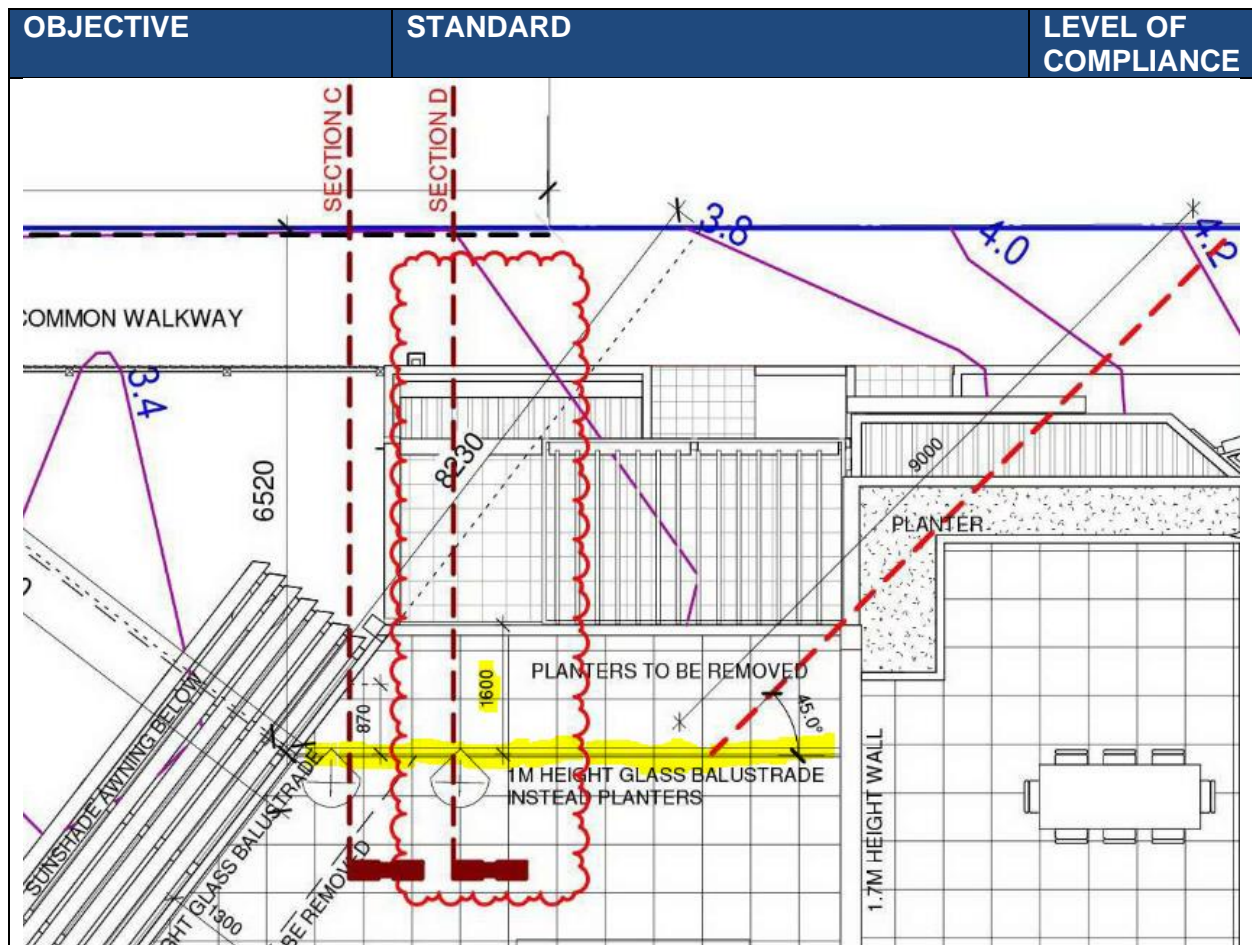 OBJECTIVE
STANDARD
LEVEL OF
COMPLIANCE
SECTION C
SECTION D
3.8
4.0
4.2
COMMON WALKWAY
3.4
8230
9000
6520
PLANTER
PLANTERS TO BE REMOVED
1600
870
45.0°
1M HEIGHT GLASS BALUSTRADE
INSTEAD PLANTERS
SUNSHADE AWNING BELOW
GHT GLASS BALUSTRADE
1.7M HEIGHT WALL
BE REMOVED
1300